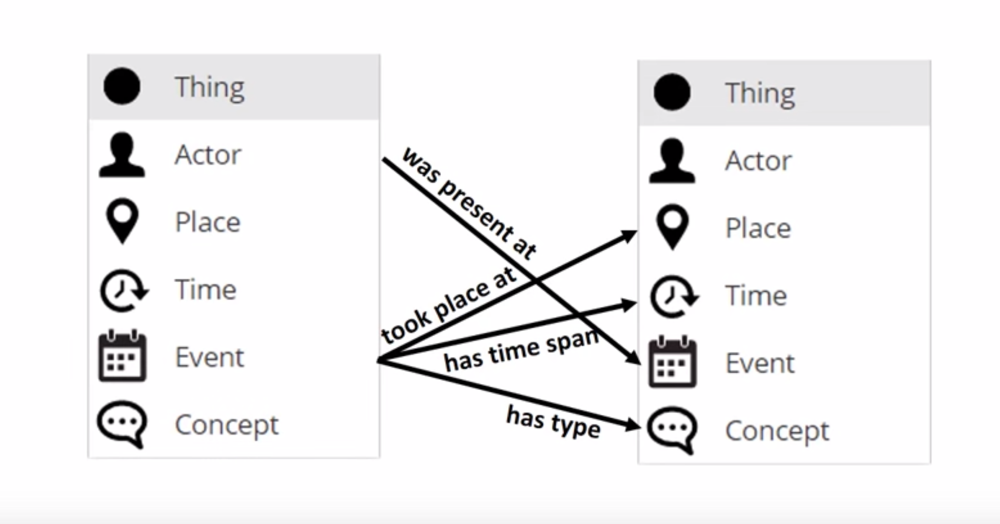 Thing
Actor
Place
Time
Event
Concept
was present at
took place at
has time span
has type
Thing
Actor
Place
Time
Event
Concept